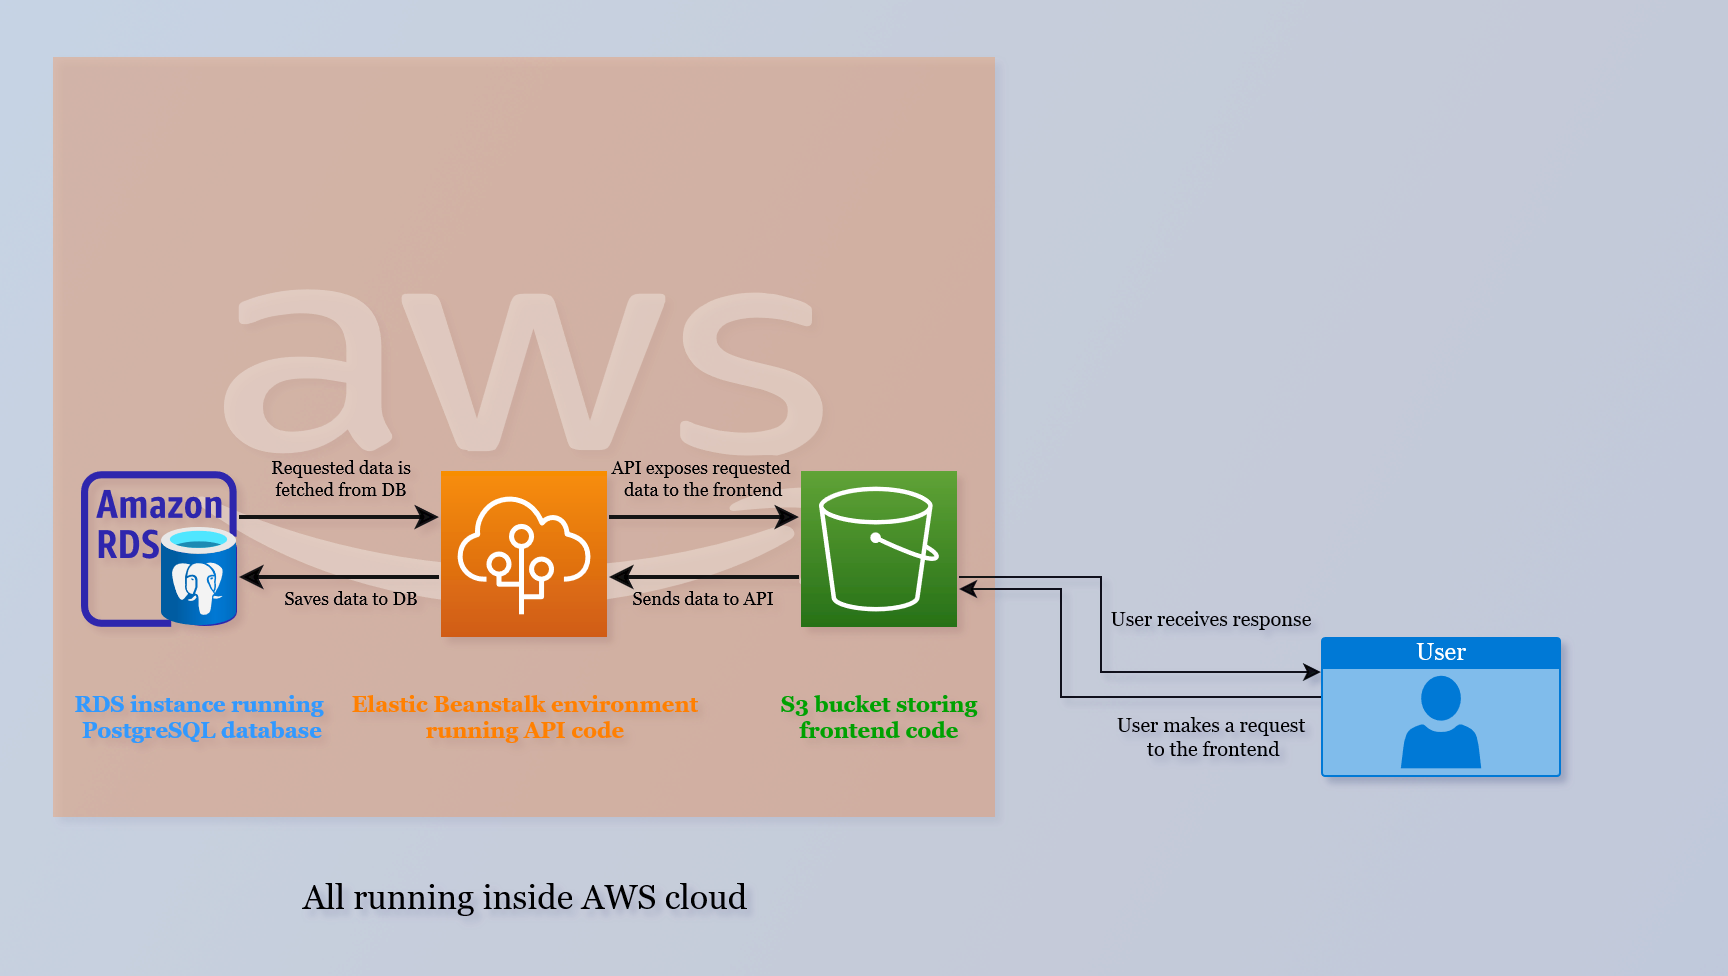 aws
Amazon
RDS
Requested data is
fetched from DB
Saves data to DB
API exposes requested
data to the frontend
Sends data to API
User receives response
User
User makes a request
to the frontend
RDS instance running
PostgreSQL database
Elastic Beanstalk environment
running API code
S3 bucket storing
frontend code
All running inside AWS cloud